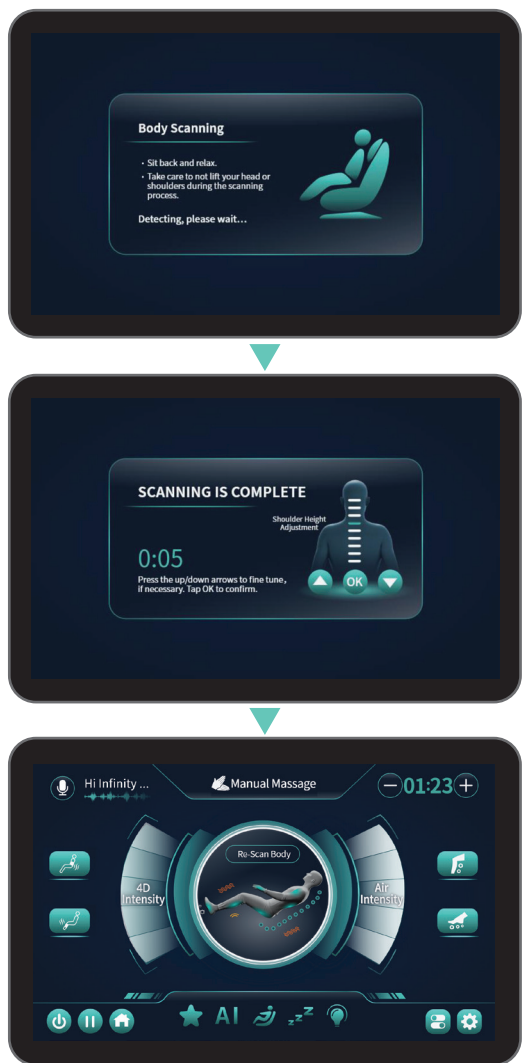 Body Scanning
· Sit back and relax.
· Take care to not lift your head or
shoulders during the scanning
process.
Detecting, please wait...
SCANNING IS COMPLETE
Shoulder Height
Adjustment
0:05
Press the up/down arrows to fine tune,
if necessary. Tap OK to confirm.
OK
Hi Infinity ...
Manual Massage
01:23
Re-Scan Body
4D
Intensity
Air
Intensity
AI
zzZ